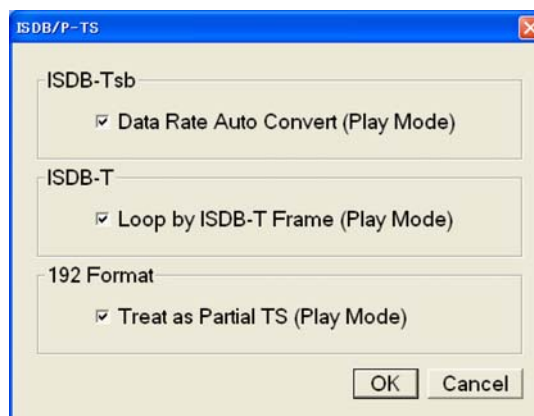 ISDB/P-TS
ISDB-Tsb
Data Rate Auto Convert (Play Mode)
ISDB-T
Loop by ISDB-T Frame (Play Mode)
192 Format
Treat as Partial TS (Play Mode)
OK Cancel